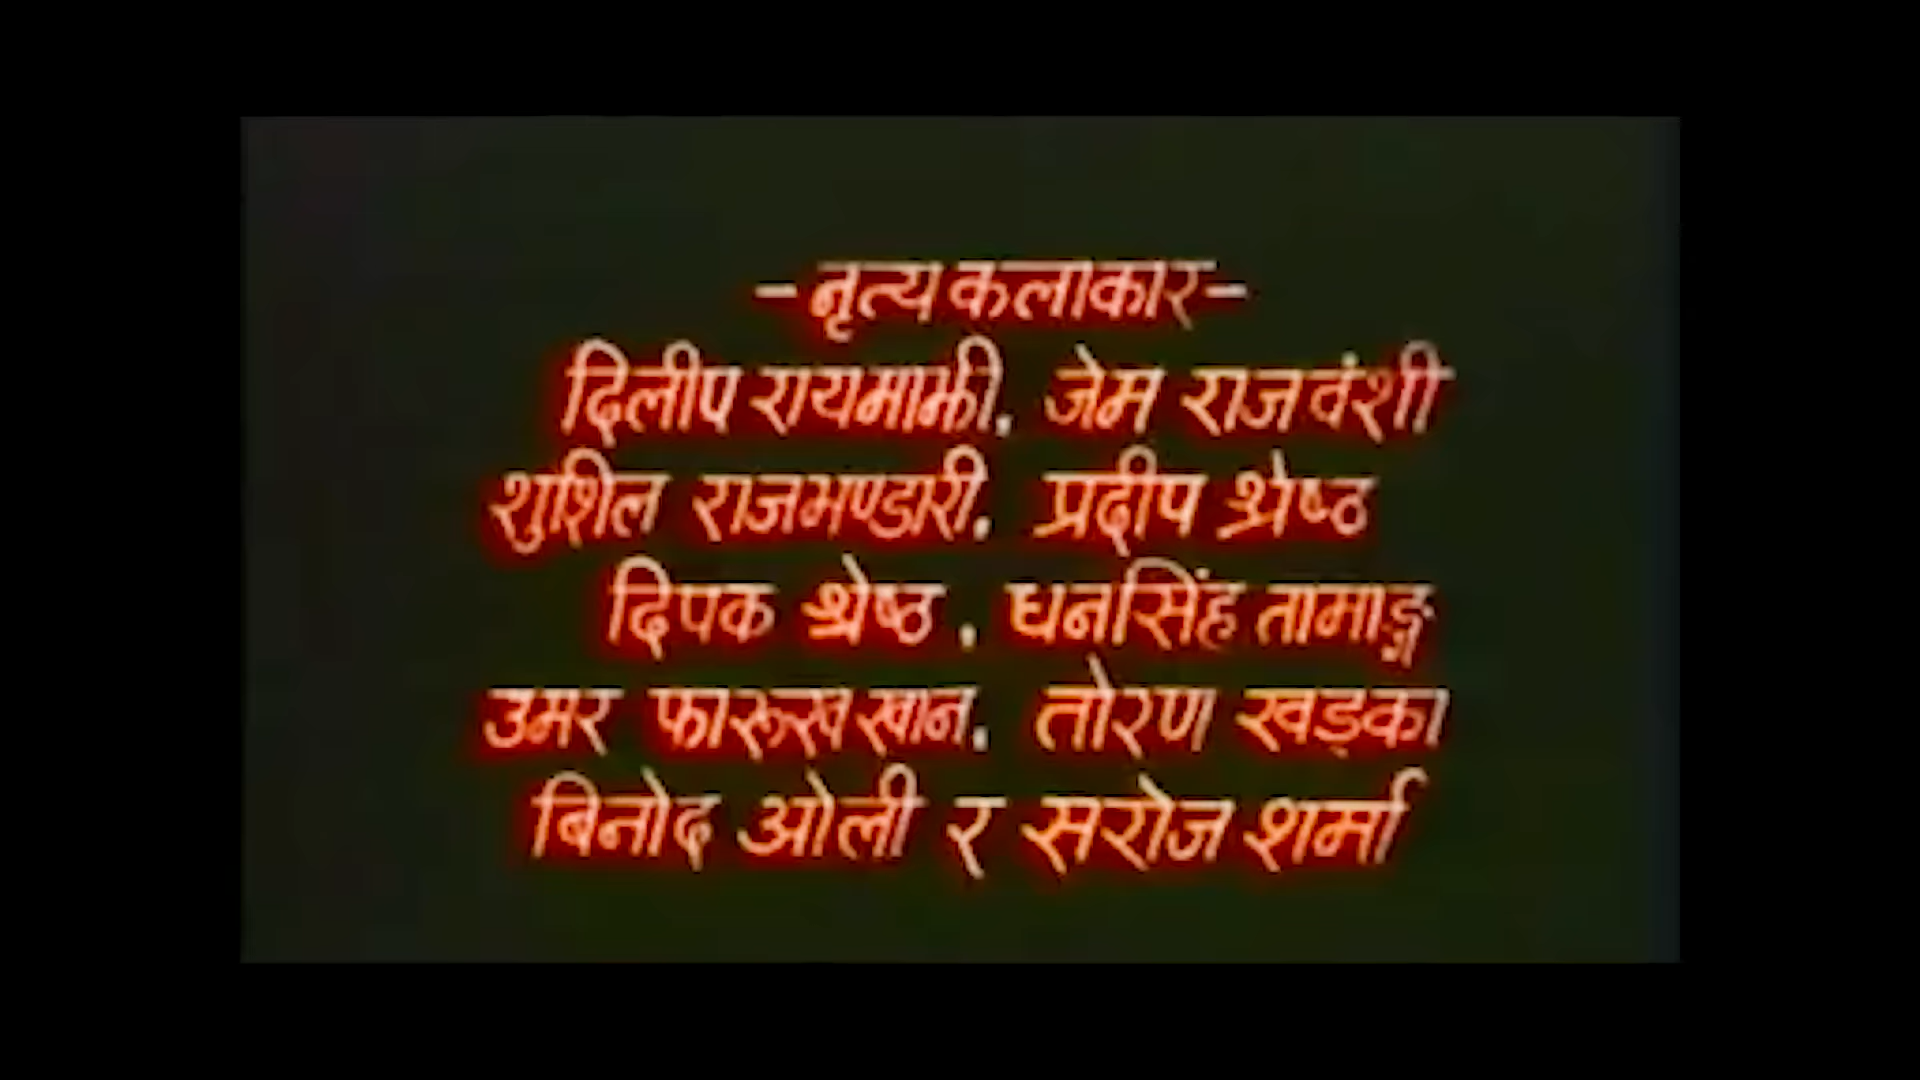 -नृत्य कलाकार-
दिलीप रायमाझी. जेम राजवंशी
शुशिल राजभण्डारी. प्रदीप श्रेष्ठ
दिपक श्रेष्ठ . धनसिंह तामाङ्ग
उमर फारूख खान. तोरण खड्का
बिनोद ओली र सरोज शर्मा